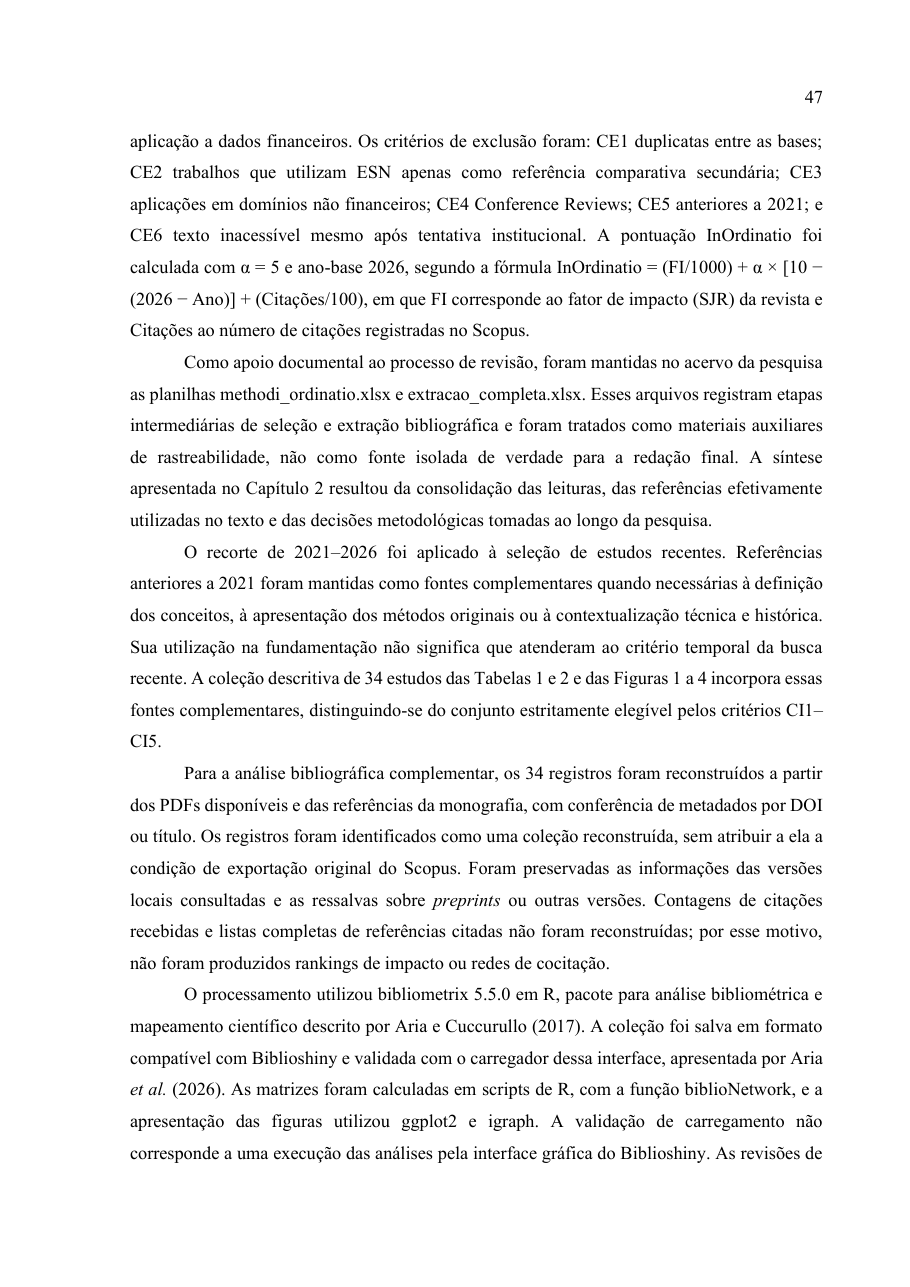 47
aplicação a dados financeiros. Os critérios de exclusão foram: CE1 duplicatas entre as bases;
CE2 trabalhos que utilizam ESN apenas como referência comparativa secundária; CE3
aplicações em domínios não financeiros; CE4 Conference Reviews; CE5 anteriores a 2021; e
CE6 texto inacessível mesmo após tentativa institucional. A pontuação InOrdinatio foi
calculada com α = 5 e ano-base 2026, segundo a fórmula InOrdinatio = (FI/1000) + α × [10 −
(2026 − Ano)] + (Citações/100), em que FI corresponde ao fator de impacto (SJR) da revista e
Citações ao número de citações registradas no Scopus.
Como apoio documental ao processo de revisão, foram mantidas no acervo da pesquisa
as planilhas methodi_ordinatio.xlsx e extracao_completa.xlsx. Esses arquivos registram etapas
intermediárias de seleção e extração bibliográfica e foram tratados como materiais auxiliares
de rastreabilidade, não como fonte isolada de verdade para a redação final. A síntese
apresentada no Capítulo 2 resultou da consolidação das leituras, das referências efetivamente
utilizadas no texto e das decisões metodológicas tomadas ao longo da pesquisa.
O recorte de 2021–2026 foi aplicado à seleção de estudos recentes. Referências
anteriores a 2021 foram mantidas como fontes complementares quando necessárias à definição
dos conceitos, à apresentação dos métodos originais ou à contextualização técnica e histórica.
Sua utilização na fundamentação não significa que atenderam ao critério temporal da busca
recente. A coleção descritiva de 34 estudos das Tabelas 1 e 2 e das Figuras 1 a 4 incorpora essas
fontes complementares, distinguindo-se do conjunto estritamente elegível pelos critérios CI1–
CI5.
Para a análise bibliográfica complementar, os 34 registros foram reconstruídos a partir
dos PDFs disponíveis e das referências da monografia, com conferência de metadados por DOI
ou título. Os registros foram identificados como uma coleção reconstruída, sem atribuir a ela a
condição de exportação original do Scopus. Foram preservadas as informações das versões
locais consultadas e as ressalvas sobre preprints ou outras versões. Contagens de citações
recebidas e listas completas de referências citadas não foram reconstruídas; por esse motivo,
não foram produzidos rankings de impacto ou redes de cocitação.
O processamento utilizou bibliometrix 5.5.0 em R, pacote para análise bibliométrica e
mapeamento científico descrito por Aria e Cuccurullo (2017). A coleção foi salva em formato
compatível com Biblioshiny e validada com o carregador dessa interface, apresentada por Aria
et al. (2026). As matrizes foram calculadas em scripts de R, com a função biblioNetwork, e a
apresentação das figuras utilizou ggplot2 e igraph. A validação de carregamento não
corresponde a uma execução das análises pela interface gráfica do Biblioshiny. As revisões de